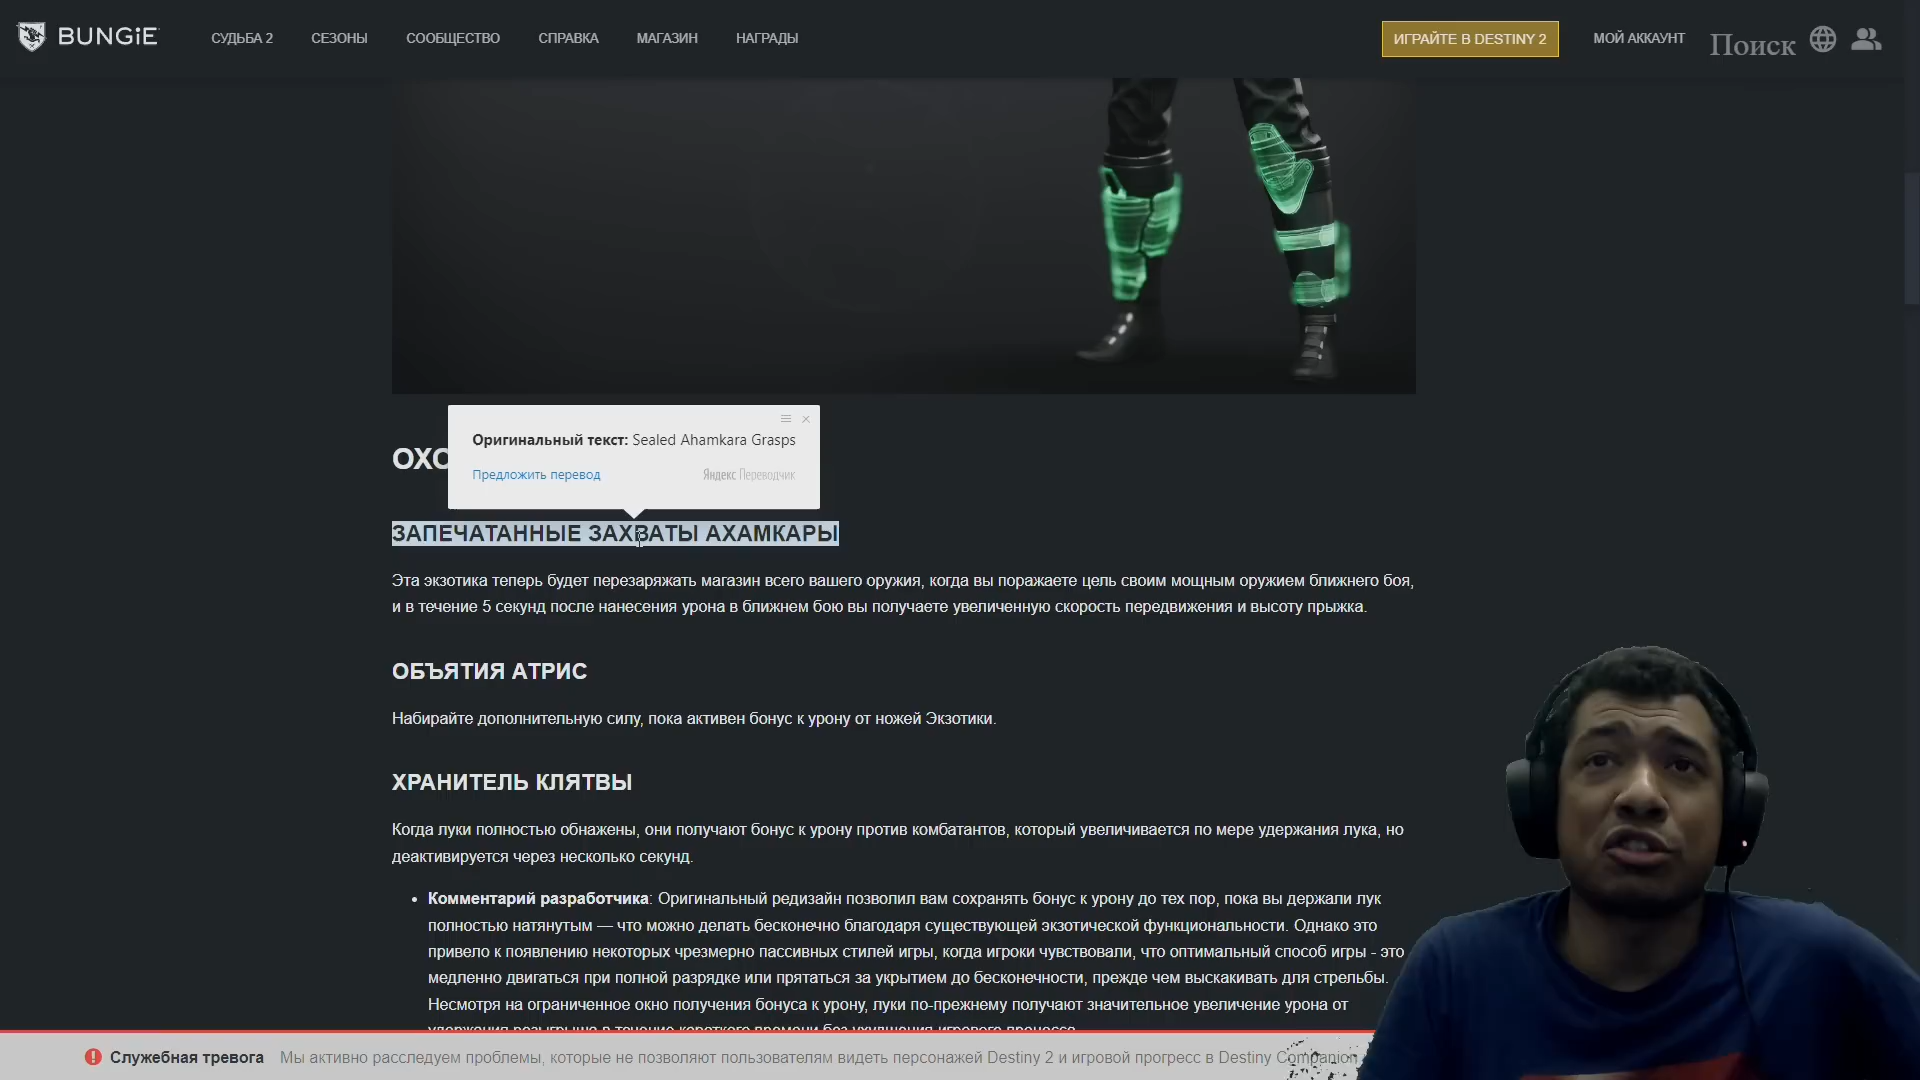 BUNGiE
СУДЬБА 2
СЕЗОНЫ
СООБЩЕСТВО
СПРАВКА
МАГАЗИН
НАГРАДЫ
ИГРАЙТЕ В DESTINY 2
МОЙ АККАУНТ
Поиск
Оригинальный текст: Sealed Ahamkara Grasps
Предложить перевод
Яндекс Переводчик
ОХО
ЗАПЕЧАТАННЫЕ ЗАХВАТЫ АХАМКАРЫ
Эта экзотика теперь будет перезаряжать магазин всего вашего оружия, когда вы поражаете цель своим мощным оружием ближнего боя,
и в течение 5 секунд после нанесения урона в ближнем бою вы получаете увеличенную скорость передвижения и высоту прыжка.
ОБЪЯТИЯ АТРИС
Набирайте дополнительную силу, пока активен бонус к урону от ножей Экзотики.
ХРАНИТЕЛЬ КЛЯТВЫ
Когда луки полностью обнажены, они получают бонус к урону против комбатантов, который увеличивается по мере удержания лука, но
деактивируется через несколько секунд.
• Комментарий разработчика: Оригинальный редизайн позволил вам сохранять бонус к урону до тех пор, пока вы держали лук
полностью натянутым — что можно делать бесконечно благодаря существующей экзотической функциональности. Однако это
привело к появлению некоторых чрезмерно пассивных стилей игры, когда игроки чувствовали, что оптимальный способ игры - это
медленно двигаться при полной разрядке или прятаться за укрытием до бесконечности, прежде чем выскакивать для стрельбы.
Несмотря на ограниченное окно получения бонуса к урону, луки по-прежнему получают значительное увеличение урона от
Служебная тревога Мы активно расследуем проблемы, которые не позволяют пользователям видеть персонажей Destiny 2 и игровой прогресс в Destiny Companion